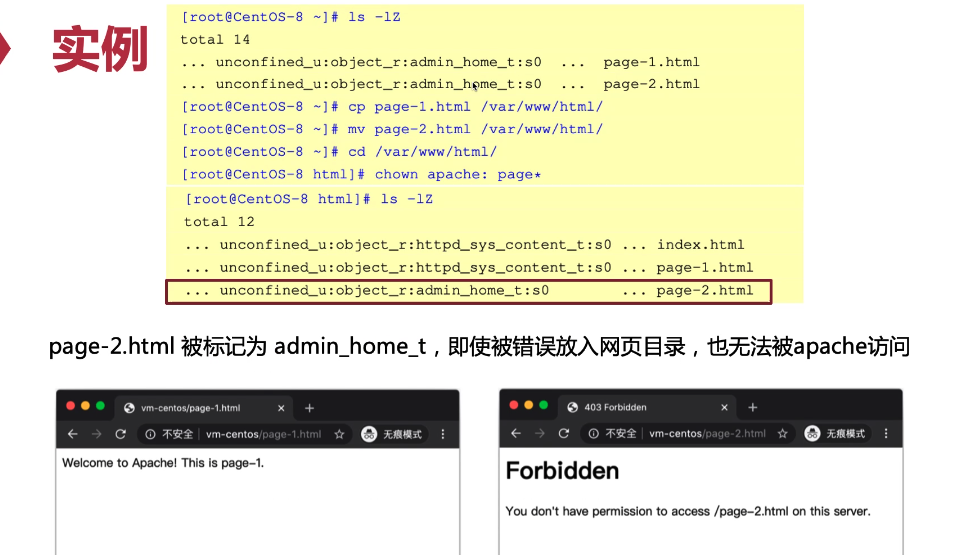 实例
[root@CentOS-8 ~]# ls -lZ
total 14
... unconfined_u:object_r:admin_home_t:s0 ... page-1.html
... unconfined_u:object_r:admin_home_t:s0 ... page-2.html
[root@CentOS-8 ~]# cp page-1.html /var/www/html/
[root@CentOS-8 ~]# mv page-2.html /var/www/html/
[root@CentOS-8 ~]# cd /var/www/html/
[root@CentOS-8 html]# chown apache: page*
[root@CentOS-8 html]# ls -lZ
total 12
... unconfined_u:object_r:httpd_sys_content_t:s0 ... index.html
... unconfined_u:object_r:httpd_sys_content_t:s0 ... page-1.html
... unconfined_u:object_r:admin_home_t:s0 ... page-2.html
page-2.html 被标记为 admin_home_t，即使被错误放入网页目录，也无法被apache访问
vm-centos/page-1.html
不安全 vm-centos/page-1.html 无痕模式
Welcome to Apache! This is page-1.
403 Forbidden
不安全 vm-centos/page-2.html 无痕模式
Forbidden
You don't have permission to access /page-2.html on this server.